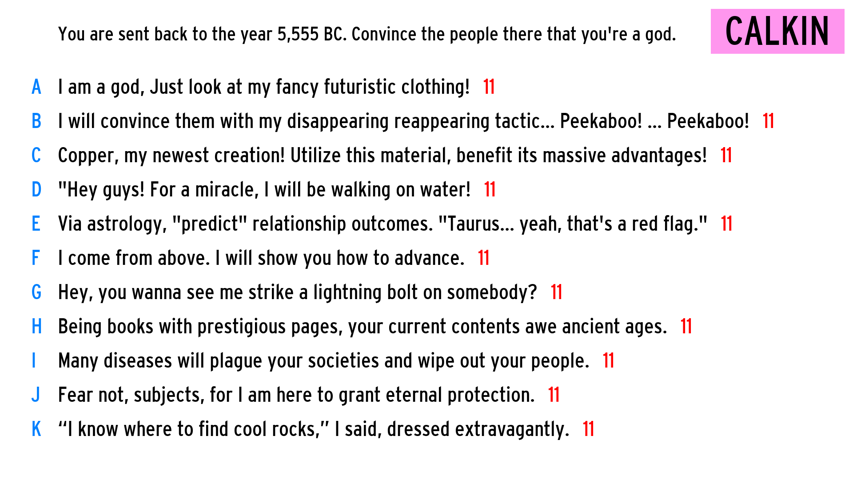 You are sent back to the year 5,555 BC. Convince the people there that you're a god.
CALKIN
A I am a god, Just look at my fancy futuristic clothing! 11
B I will convince them with my disappearing reappearing tactic... Peekaboo! ... Peekaboo! 11
C Copper, my newest creation! Utilize this material, benefit its massive advantages! 11
D "Hey guys! For a miracle, I will be walking on water! 11
E Via astrology, "predict" relationship outcomes. "Taurus... yeah, that's a red flag." 11
F I come from above. I will show you how to advance. 11
G Hey, you wanna see me strike a lightning bolt on somebody? 11
H Being books with prestigious pages, your current contents awe ancient ages. 11
I Many diseases will plague your societies and wipe out your people. 11
J Fear not, subjects, for I am here to grant eternal protection. 11
K “I know where to find cool rocks,” I said, dressed extravagantly. 11